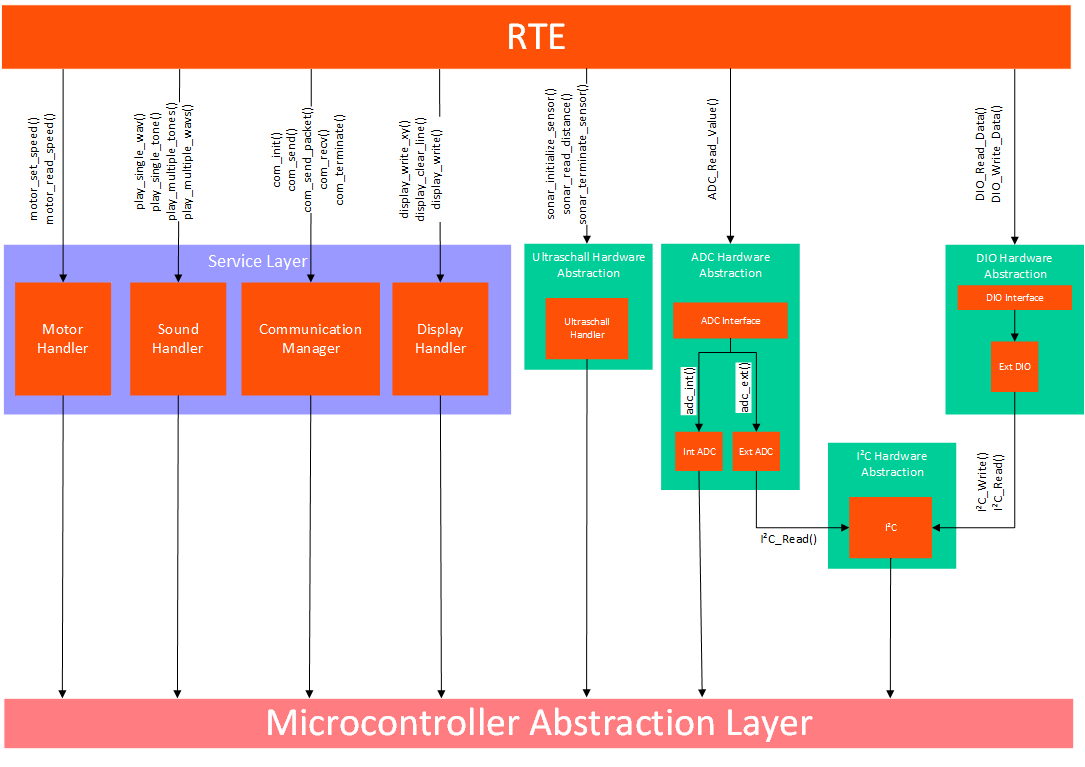 RTE
motor_set_speed()
motor_read_speed()
play_single_wav()
play_single_tone()
play_multiple_tones()
play_multiple_wavs()
com_init()
com_send()
com_send_packet()
com_recv()
com_terminate()
display_write_xy()
display_clear_line()
display_write()
sonar_initialize_sensor()
sonar_read_distance()
sonar_terminate_sensor()
ADC_Read_Value()
DIO_Read_Data()
DIO_Write_Data()
Service Layer
Motor
Handler
Sound
Handler
Communication
Manager
Display
Handler
Ultraschall Hardware
Abstraction
Ultraschall
Handler
ADC Hardware
Abstraction
ADC Interface
adc_int()
adc_ext()
Int ADC
Ext ADC
DIO Hardware
Abstraction
DIO Interface
Ext DIO
I²C_Write()
I²C_Read()
I²C Hardware
Abstraction
I²C
I²C_Read()
Microcontroller Abstraction Layer